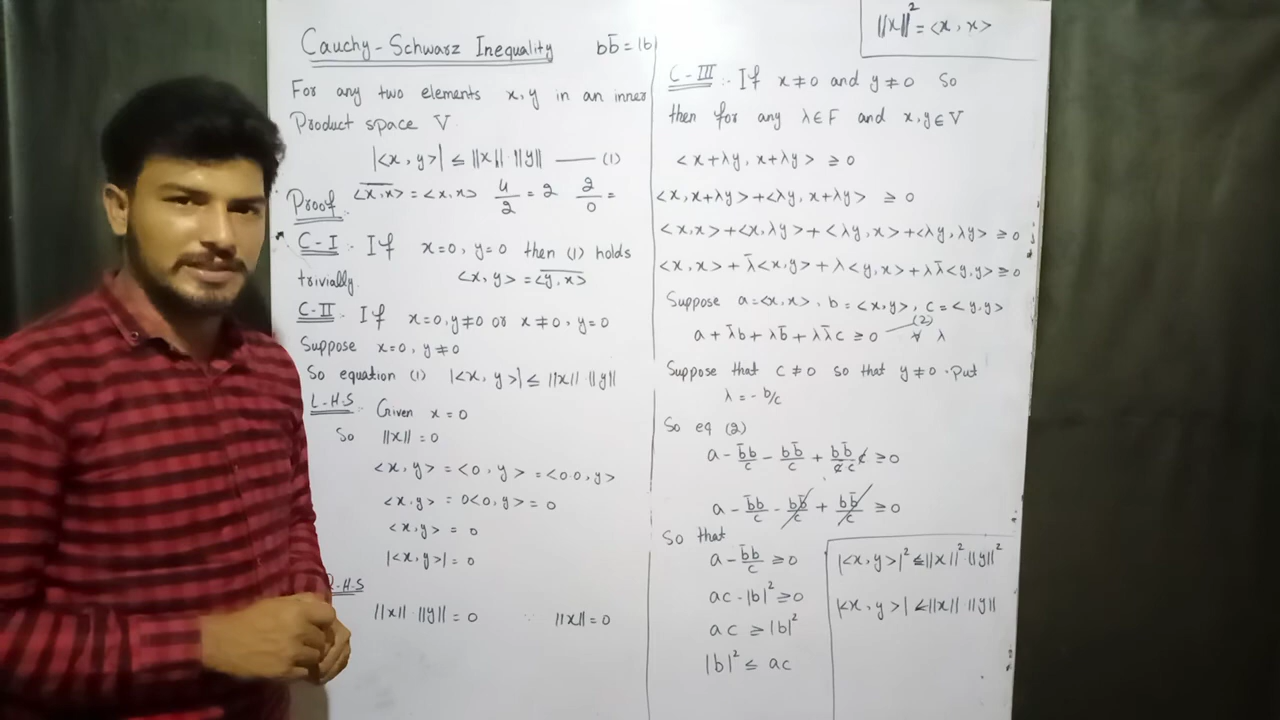 Cauchy-Schwarz Inequality b b̄ = |b|
For any two elements x, y in an inner
Product space V
|<x, y>| ≤ ||x|| · ||y|| —— (1)
Proof:- \overline{<x, x>} = <x, x> 4/2 = 2 2/0 =
C-I :- If x=0, y=0 then (1) holds
trivially. <x, y> = \overline{<y, x>}
C-II :- If x=0, y≠0 or x≠0, y=0
Suppose x=0, y≠0
So equation (1) |<x, y>| ≤ ||x|| · ||y||
L-H-S :- Given x = 0
So ||x|| = 0
<x, y> = <0, y> = <0.0, y>
<x, y> = 0<0, y> = 0
<x, y> = 0
|<x, y>| = 0
R-H-S
||x|| · ||y|| = 0 ∵ ||x|| = 0
||x||² = <x, x>
C-III :- If x≠0 and y≠0 So
then for any λ∈F and x,y∈V
<x+λy, x+λy> ≥ 0
<x, x+λy> + <λy, x+λy> ≥ 0
<x, x> + <x, λy> + <λy, x> + <λy, λy> ≥ 0
<x, x> + λ̄<x, y> + λ<y, x> + λλ̄<y, y> ≥ 0
Suppose a=<x, x>, b=<x, y>, c=<y, y>
a + λ̄b + λb̄ + λλ̄c ≥ 0 —(2) ∀ λ
Suppose that c≠0 so that y≠0. Put
λ = -b/c
So eq (2)
a - b̄b/c - bb̄/c + bb̄/(c c) c ≥ 0
a - b̄b/c - bb̄/c + bb̄/c ≥ 0
So that
a - b̄b/c ≥ 0
ac - |b|² ≥ 0
ac ≥ |b|²
|b|² ≤ ac
|<x, y>|² ≤ ||x||² · ||y||²
|<x, y>| ≤ ||x|| · ||y||